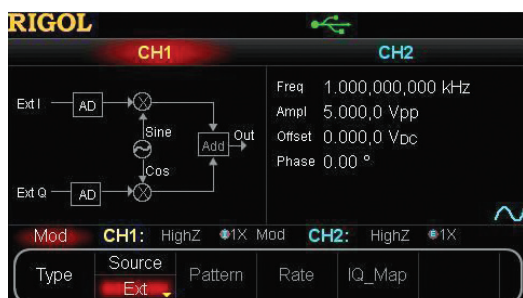 RIGOL
CH1
CH2
Ext I
AD
Sine
Cos
Add
Out
Ext Q
AD
Freq 1.000,000,000 kHz
Ampl 5.000,0 Vpp
Offset 0.000,0 VDC
Phase 0.00 °
Mod CH1: HighZ 1X Mod CH2: HighZ 1X
Type
Source
Ext
Pattern
Rate
IQ_Map